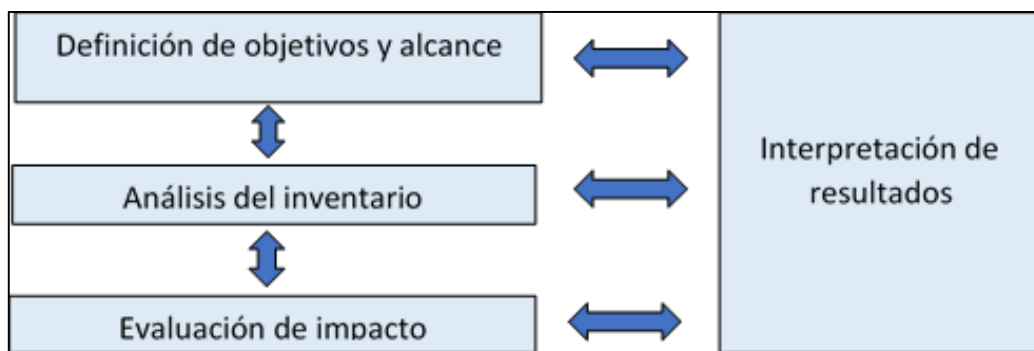 Definición de objetivos y alcance
Análisis del inventario
Evaluación de impacto
Interpretación de
resultados